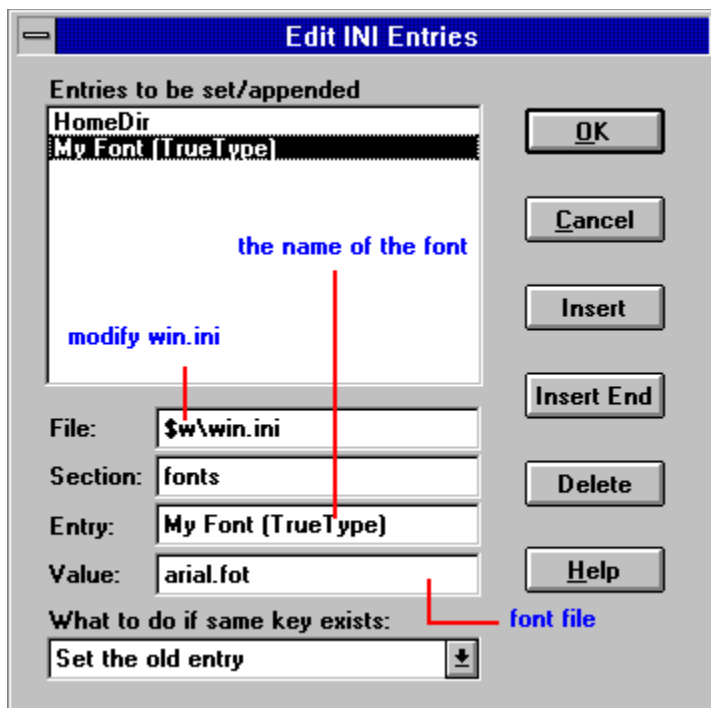 Edit INI Entries
Entries to be set/appended
HomeDir
My Font (TrueType)
OK
Cancel
the name of the font
Insert
modify win.ini
Insert End
File: $w\win.ini
Section: fonts
Delete
Entry: My Font (TrueType)
Value: arial.fot
Help
What to do if same key exists:
font file
Set the old entry